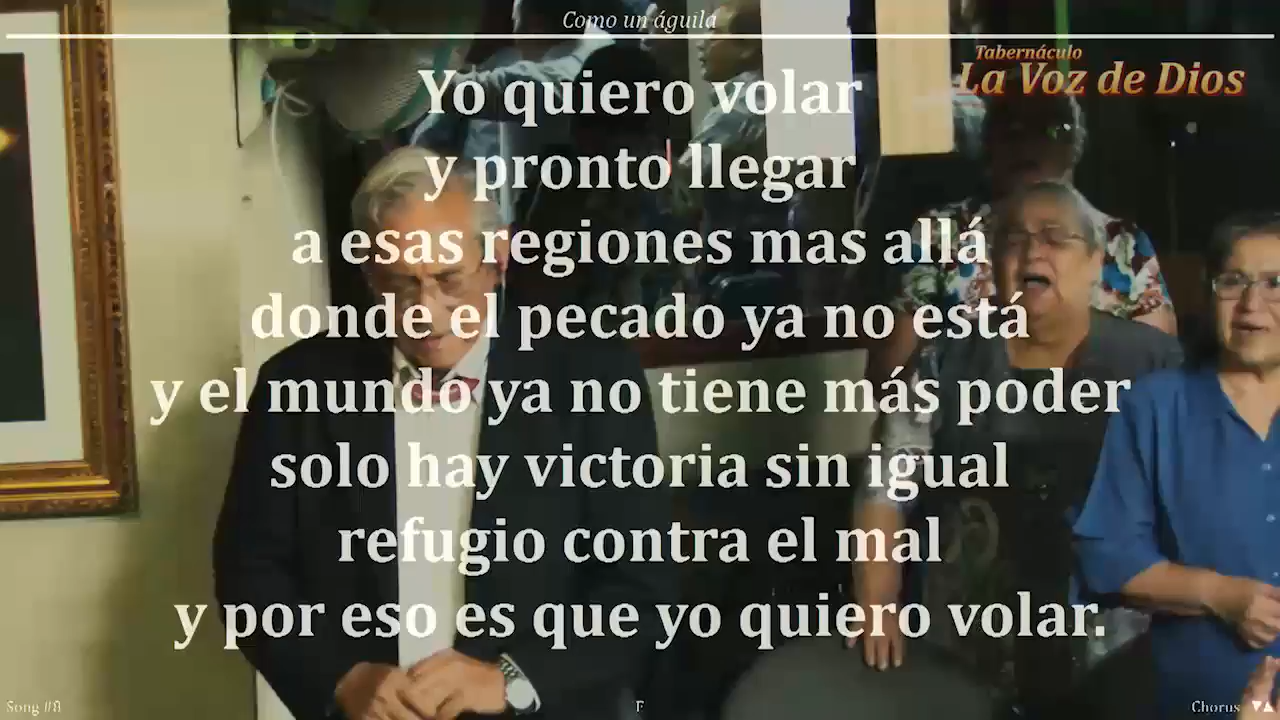 Como un águila
Tabernáculo
La Voz de Dios
Yo quiero volar
y pronto llegar
a esas regiones mas allá
donde el pecado ya no está
y el mundo ya no tiene más poder
solo hay victoria sin igual
refugio contra el mal
y por eso es que yo quiero volar.
Song #8
F
Chorus ▼▲